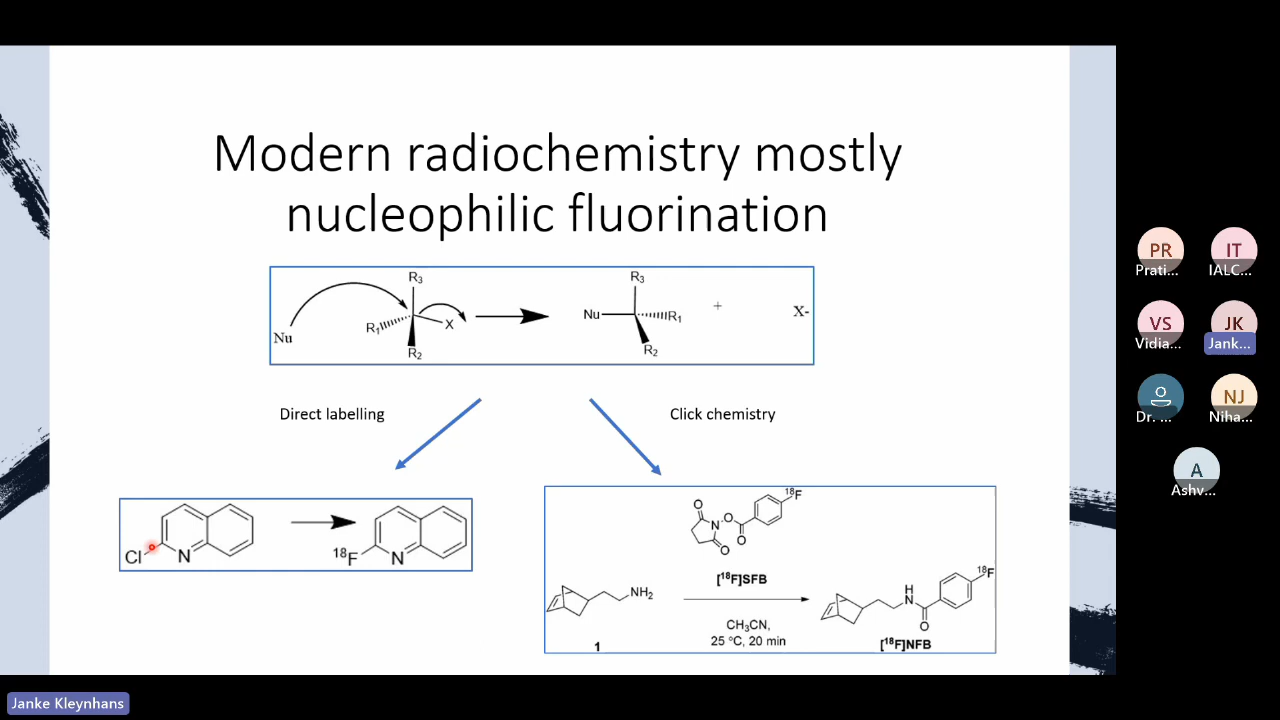 Modern radiochemistry mostly
nucleophilic fluorination
R₃
R₁
X
R₂
Nu
R₃
Nu
R₁
R₂
+
X-
Direct labelling
Click chemistry
Cl
N
¹⁸F
N
O
N
O
O
O
¹⁸F
[¹⁸F]SFB
NH₂
1
CH₃CN,
25 °C, 20 min
H
N
O
¹⁸F
[¹⁸F]NFB
PR
Prati...
IT
IALC...
VS
Vidia...
JK
Jank...
Dr. ...
NJ
Niha...
A
Ashv...
Janke Kleynhans